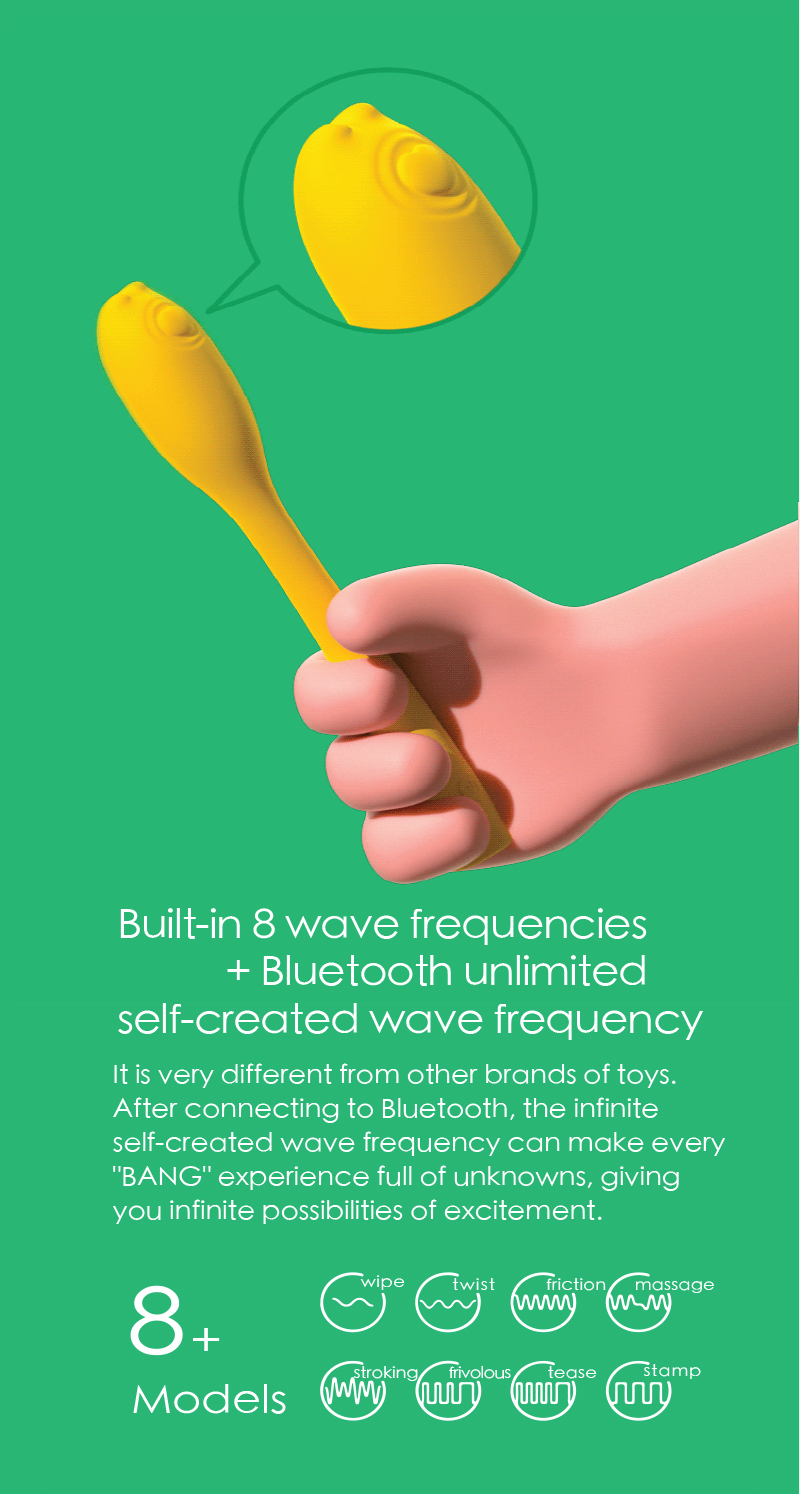 Built-in 8 wave frequencies
+ Bluetooth unlimited
self-created wave frequency
It is very different from other brands of toys.
After connecting to Bluetooth, the infinite
self-created wave frequency can make every
"BANG" experience full of unknowns, giving
you infinite possibilities of excitement.
8+
Models
wipe twist friction massage
stroking frivolous tease stamp